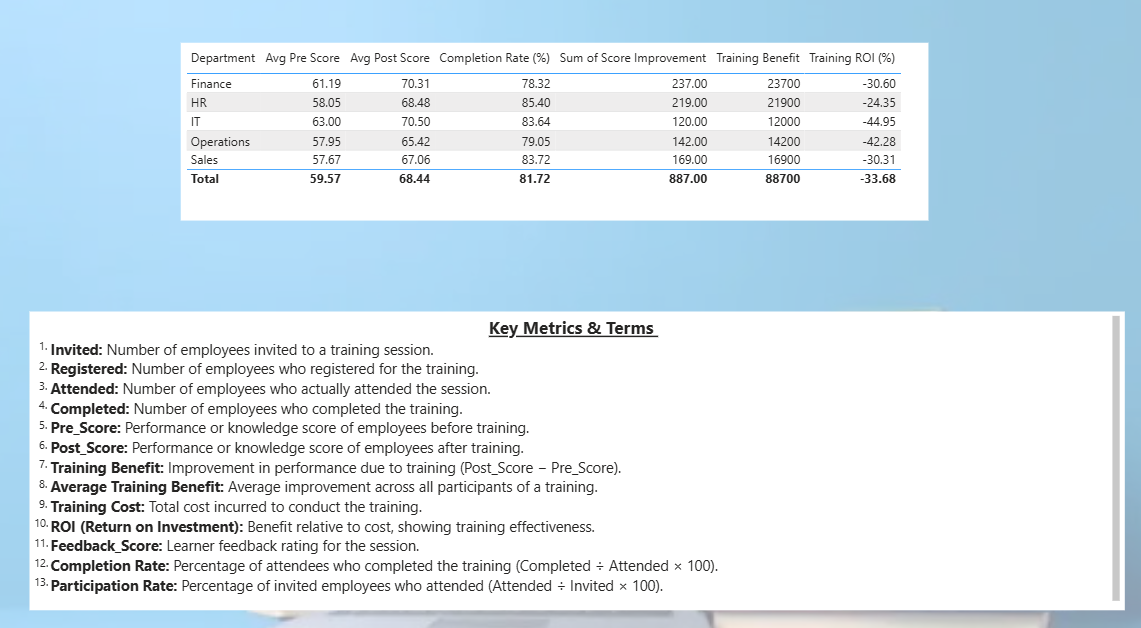 Department Avg Pre Score Avg Post Score Completion Rate (%) Sum of Score Improvement Training Benefit Training ROI (%)
Finance 61.19 70.31 78.32 237.00 23700 -30.60
HR 58.05 68.48 85.40 219.00 21900 -24.35
IT 63.00 70.50 83.64 120.00 12000 -44.95
Operations 57.95 65.42 79.05 142.00 14200 -42.28
Sales 57.67 67.06 83.72 169.00 16900 -30.31
Total 59.57 68.44 81.72 887.00 88700 -33.68
Key Metrics & Terms
1. Invited: Number of employees invited to a training session.
2. Registered: Number of employees who registered for the training.
3. Attended: Number of employees who actually attended the session.
4. Completed: Number of employees who completed the training.
5. Pre_Score: Performance or knowledge score of employees before training.
6. Post_Score: Performance or knowledge score of employees after training.
7. Training Benefit: Improvement in performance due to training (Post_Score − Pre_Score).
8. Average Training Benefit: Average improvement across all participants of a training.
9. Training Cost: Total cost incurred to conduct the training.
10. ROI (Return on Investment): Benefit relative to cost, showing training effectiveness.
11. Feedback_Score: Learner feedback rating for the session.
12. Completion Rate: Percentage of attendees who completed the training (Completed ÷ Attended × 100).
13. Participation Rate: Percentage of invited employees who attended (Attended ÷ Invited × 100).